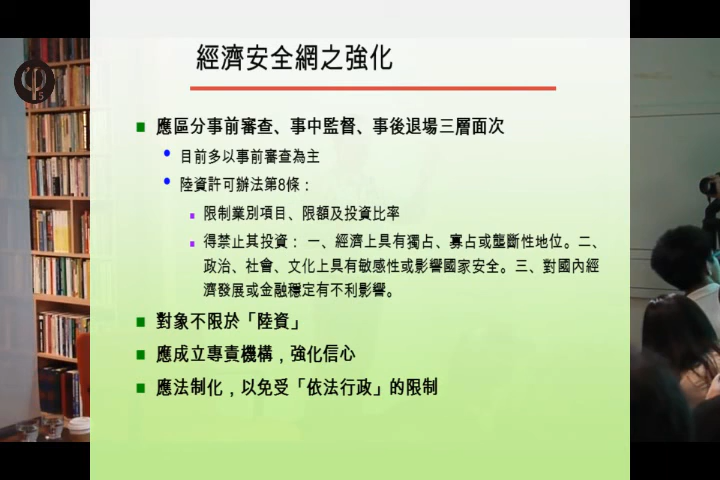 經濟安全網之強化
應區分事前審查、事中監督、事後退場三層面次
目前多以事前審查為主
陸資許可辦法第8條：
限制業別項目、限額及投資比率
得禁止其投資： 一、經濟上具有獨占、寡占或壟斷性地位。二、
政治、社會、文化上具有敏感性或影響國家安全。三、對國內經
濟發展或金融穩定有不利影響。
對象不限於「陸資」
應成立專責機構，強化信心
應法制化，以免受「依法行政」的限制
φ5